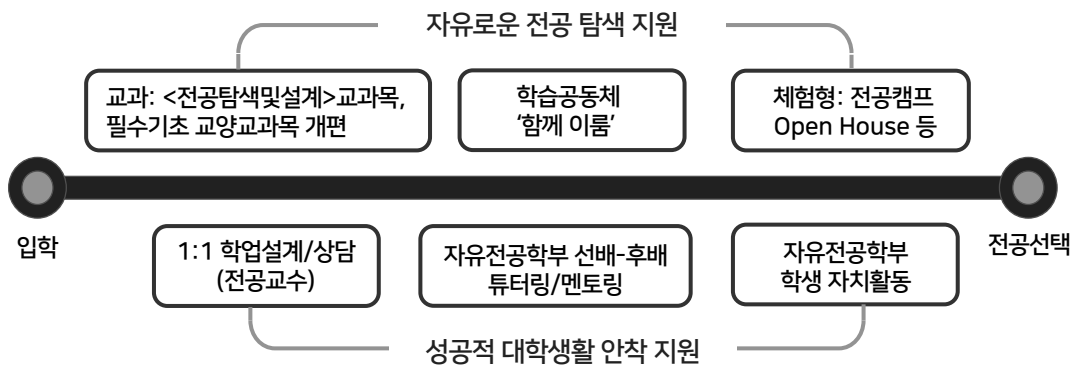 자유로운 전공 탐색 지원
교과: <전공탐색및설계>교과목,
필수기초 교양교과목 개편
학습공동체
‘함께 이룸’
체험형: 전공캠프
Open House 등
입학
전공선택
1:1 학업설계/상담
(전공교수)
자유전공학부 선배-후배
튜터링/멘토링
자유전공학부
학생 자치활동
성공적 대학생활 안착 지원